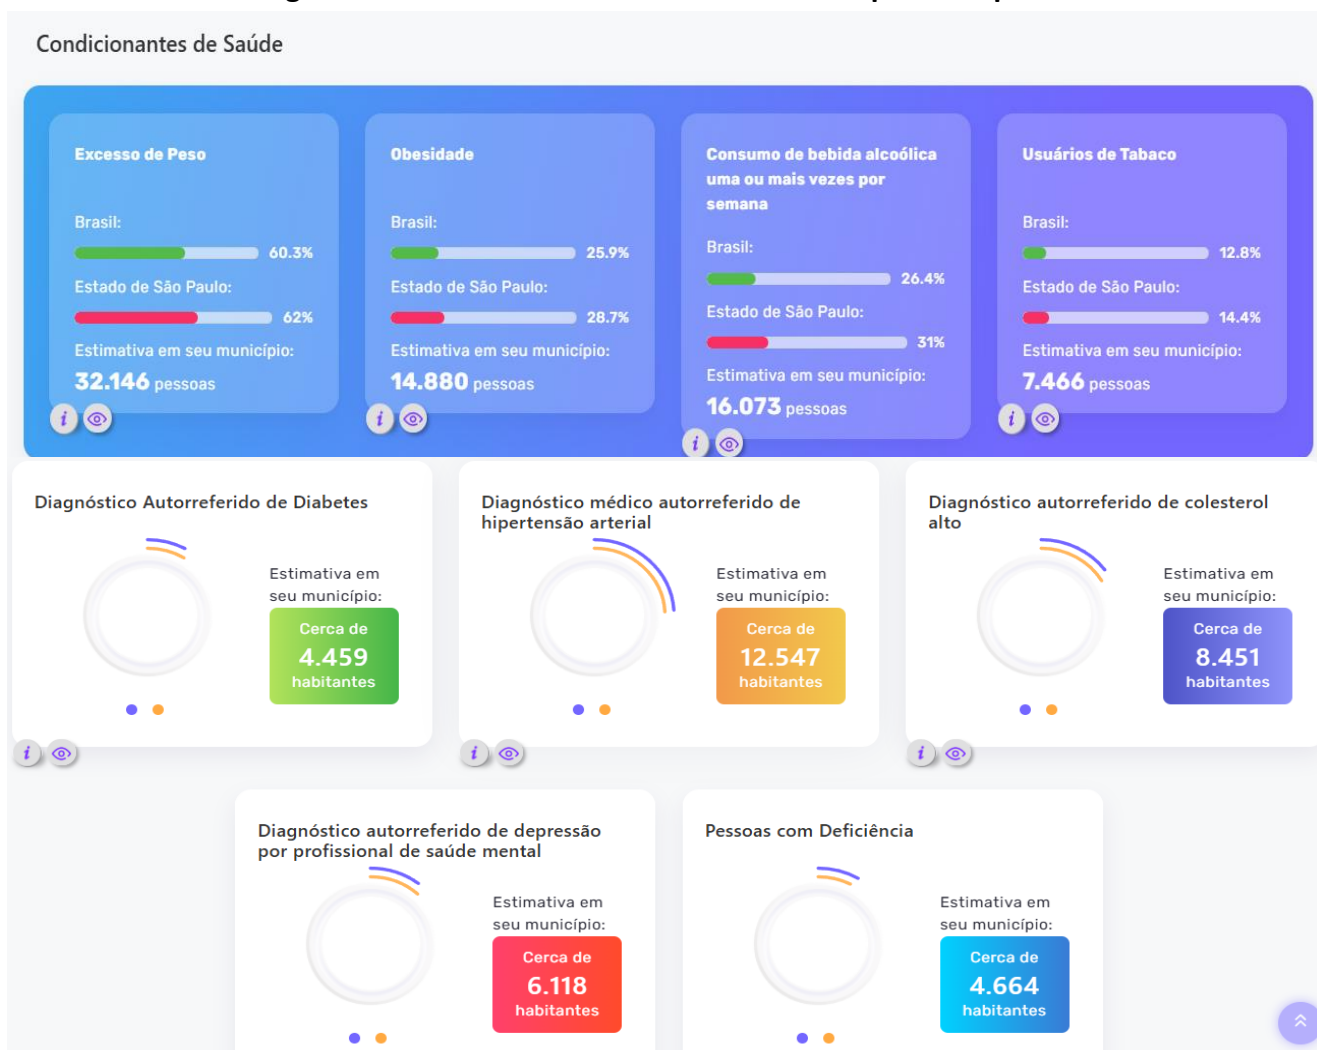 Condicionantes de Saúde
Excesso de Peso
Brasil:
60.3%
Estado de São Paulo:
62%
Estimativa em seu município:
32.146 pessoas
i
Obesidade
Brasil:
25.9%
Estado de São Paulo:
28.7%
Estimativa em seu município:
14.880 pessoas
i
Consumo de bebida alcoólica
uma ou mais vezes por
semana
Brasil:
26.4%
Estado de São Paulo:
31%
Estimativa em seu município:
16.073 pessoas
i
Usuários de Tabaco
Brasil:
12.8%
Estado de São Paulo:
14.4%
Estimativa em seu município:
7.466 pessoas
i
Diagnóstico Autorreferido de Diabetes
Estimativa em
seu município:
Cerca de
4.459
habitantes
i
Diagnóstico médico autorreferido de
hipertensão arterial
Estimativa em
seu município:
Cerca de
12.547
habitantes
i
Diagnóstico autorreferido de colesterol
alto
Estimativa em
seu município:
Cerca de
8.451
habitantes
i
Diagnóstico autorreferido de depressão
por profissional de saúde mental
Estimativa em
seu município:
Cerca de
6.118
habitantes
Pessoas com Deficiência
Estimativa em
seu município:
Cerca de
4.664
habitantes